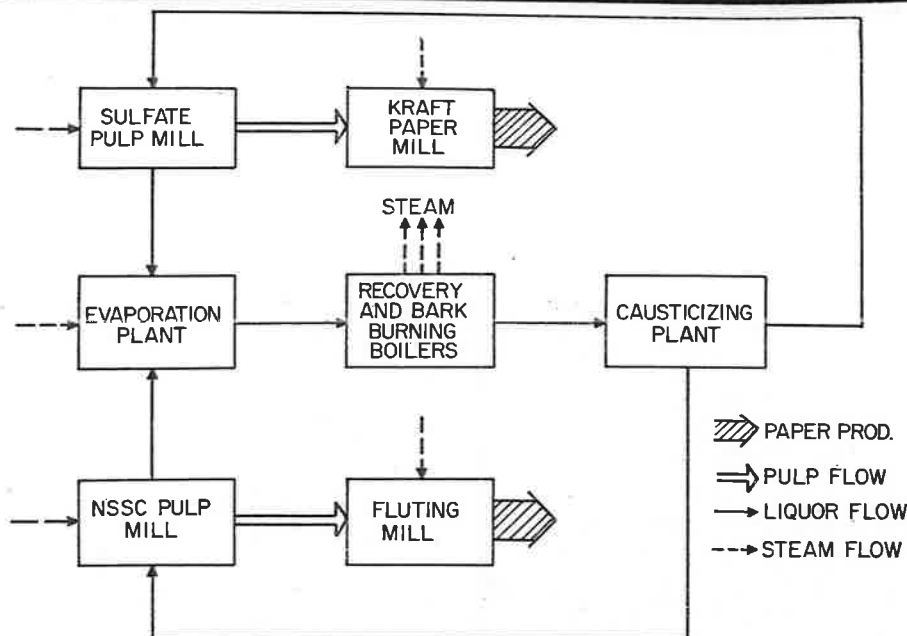 SULFATE
PULP MILL
KRAFT
PAPER
MILL
STEAM
EVAPORATION
PLANT
RECOVERY
AND BARK
BURNING
BOILERS
CAUSTICIZING
PLANT
NSSC PULP
MILL
FLUTING
MILL
PAPER PROD.
PULP FLOW
LIQUOR FLOW
STEAM FLOW